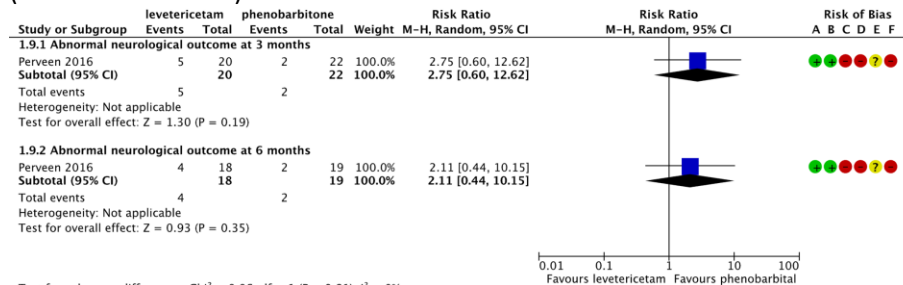 levetericetam phenobarbitone Risk Ratio Risk Ratio Risk of Bias
Study or Subgroup Events Total Events Total Weight M-H, Random, 95% CI M-H, Random, 95% CI A B C D E F
1.9.1 Abnormal neurological outcome at 3 months
Perveen 2016 5 20 2 22 100.0% 2.75 [0.60, 12.62] + + − − ? −
Subtotal (95% CI) 20 22 100.0% 2.75 [0.60, 12.62]
Total events 5 2
Heterogeneity: Not applicable
Test for overall effect: Z = 1.30 (P = 0.19)
1.9.2 Abnormal neurological outcome at 6 months
Perveen 2016 4 18 2 19 100.0% 2.11 [0.44, 10.15] + + − − ? −
Subtotal (95% CI) 18 19 100.0% 2.11 [0.44, 10.15]
Total events 4 2
Heterogeneity: Not applicable
Test for overall effect: Z = 0.93 (P = 0.35)
0.01 0.1 1 10 100
Favours levetericetam Favours phenobarbital